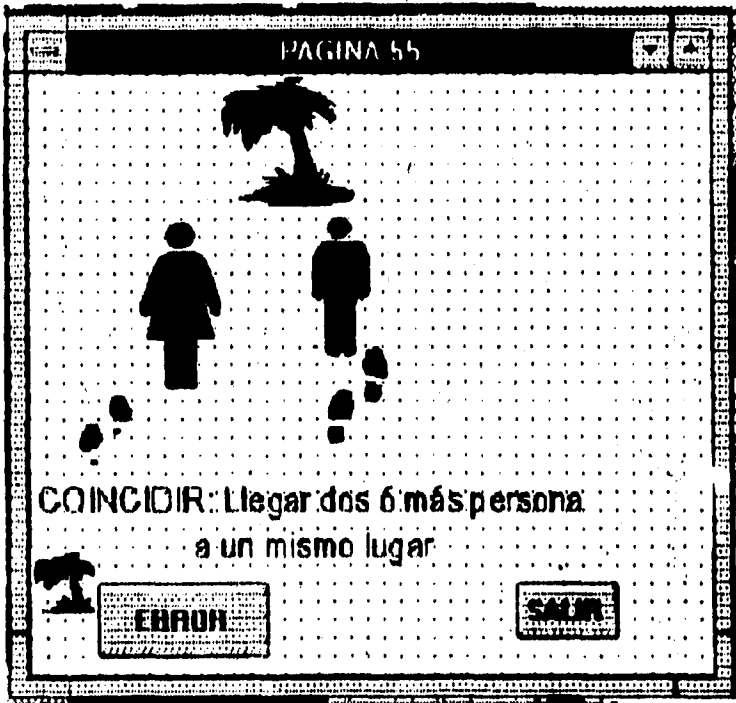 PAGINA 55
COINCIDIR: Llegar dos ó más persona
a un mismo lugar
ERROR
SALIR